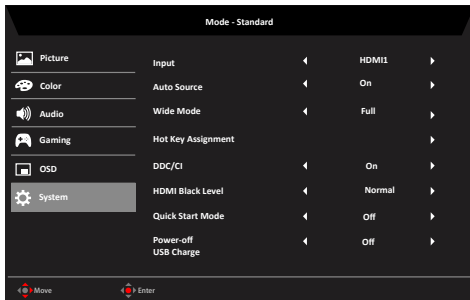 Mode - Standard
Picture
Color
Audio
Gaming
OSD
System
Input HDMI1
Auto Source On
Wide Mode Full
Hot Key Assignment
DDC/CI On
HDMI Black Level Normal
Quick Start Mode Off
Power-off
USB Charge Off
Move Enter